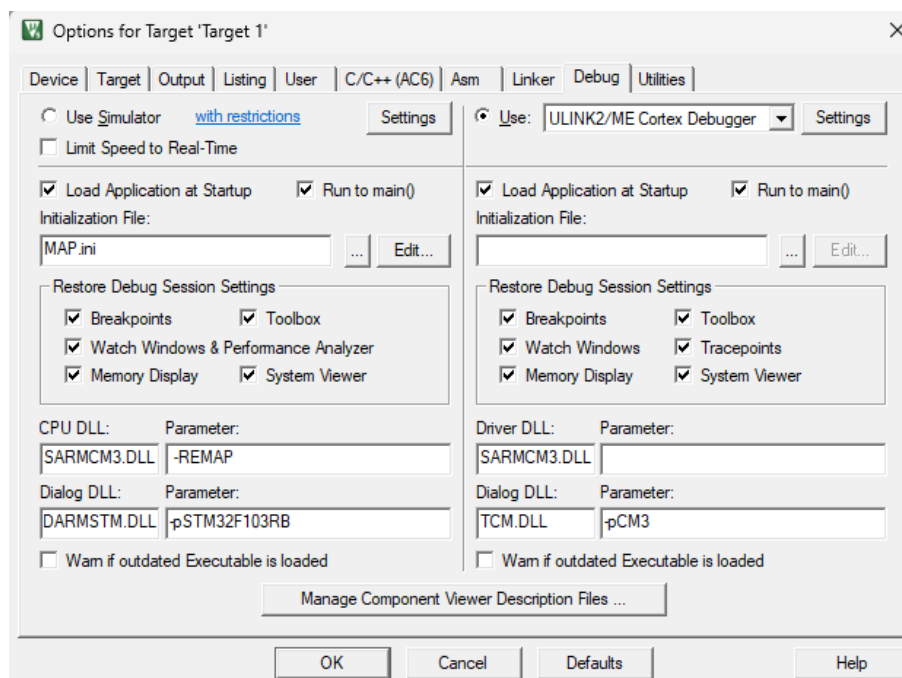 Options for Target 'Target 1'
Device Target Output Listing User C/C++ (AC6) Asm Linker Debug Utilities
Use Simulator with restrictions Settings
Limit Speed to Real-Time
Load Application at Startup Run to main()
Initialization File:
MAP.ini ... Edit...
Restore Debug Session Settings
Breakpoints Toolbox
Watch Windows & Performance Analyzer
Memory Display System Viewer
CPU DLL: Parameter:
SARMCM3.DLL -REMAP
Dialog DLL: Parameter:
DARMSTM.DLL -pSTM32F103RB
Warn if outdated Executable is loaded
Use: ULINK2/ME Cortex Debugger Settings
Load Application at Startup Run to main()
Initialization File:
... Edit...
Restore Debug Session Settings
Breakpoints Toolbox
Watch Windows Tracepoints
Memory Display System Viewer
Driver DLL: Parameter:
SARMCM3.DLL
Dialog DLL: Parameter:
TCM.DLL -pCM3
Warn if outdated Executable is loaded
Manage Component Viewer Description Files ...
OK Cancel Defaults Help